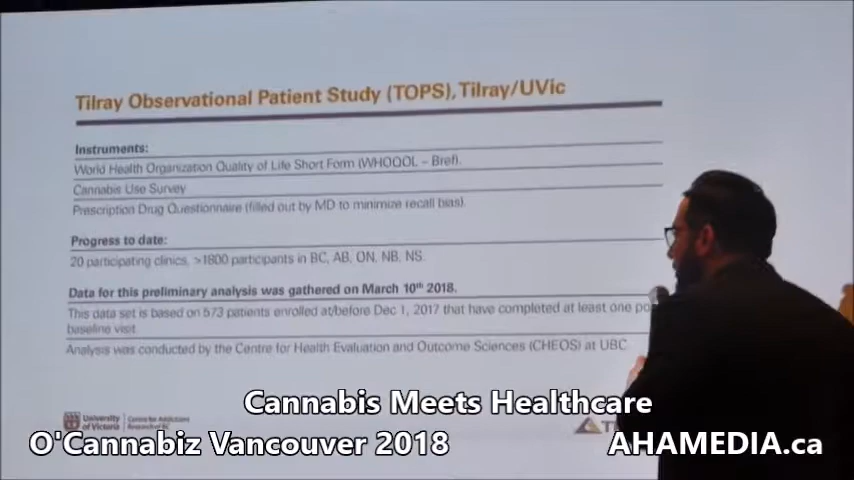 Tilray Observational Patient Study (TOPS), Tilray/UVic
Instruments:
World Health Organization Quality of Life Short Form (WHOQOL – Bref).
Cannabis Use Survey
Prescription Drug Questionnaire (filled out by MD to minimize recall bias).
Progress to date:
20 participating clinics, >1800 participants in BC, AB, ON, NB, NS.
Data for this preliminary analysis was gathered on March 10th 2018.
This data set is based on 573 patients enrolled at/before Dec 1, 2017 that have completed at least one
baseline visit.
Analysis was conducted by the Centre for Health Evaluation and Outcome Sciences (CHEOS) at UBC
Cannabis Meets Healthcare
University
of Victoria
O'Cannabiz Vancouver 2018
AHAMEDIA.ca